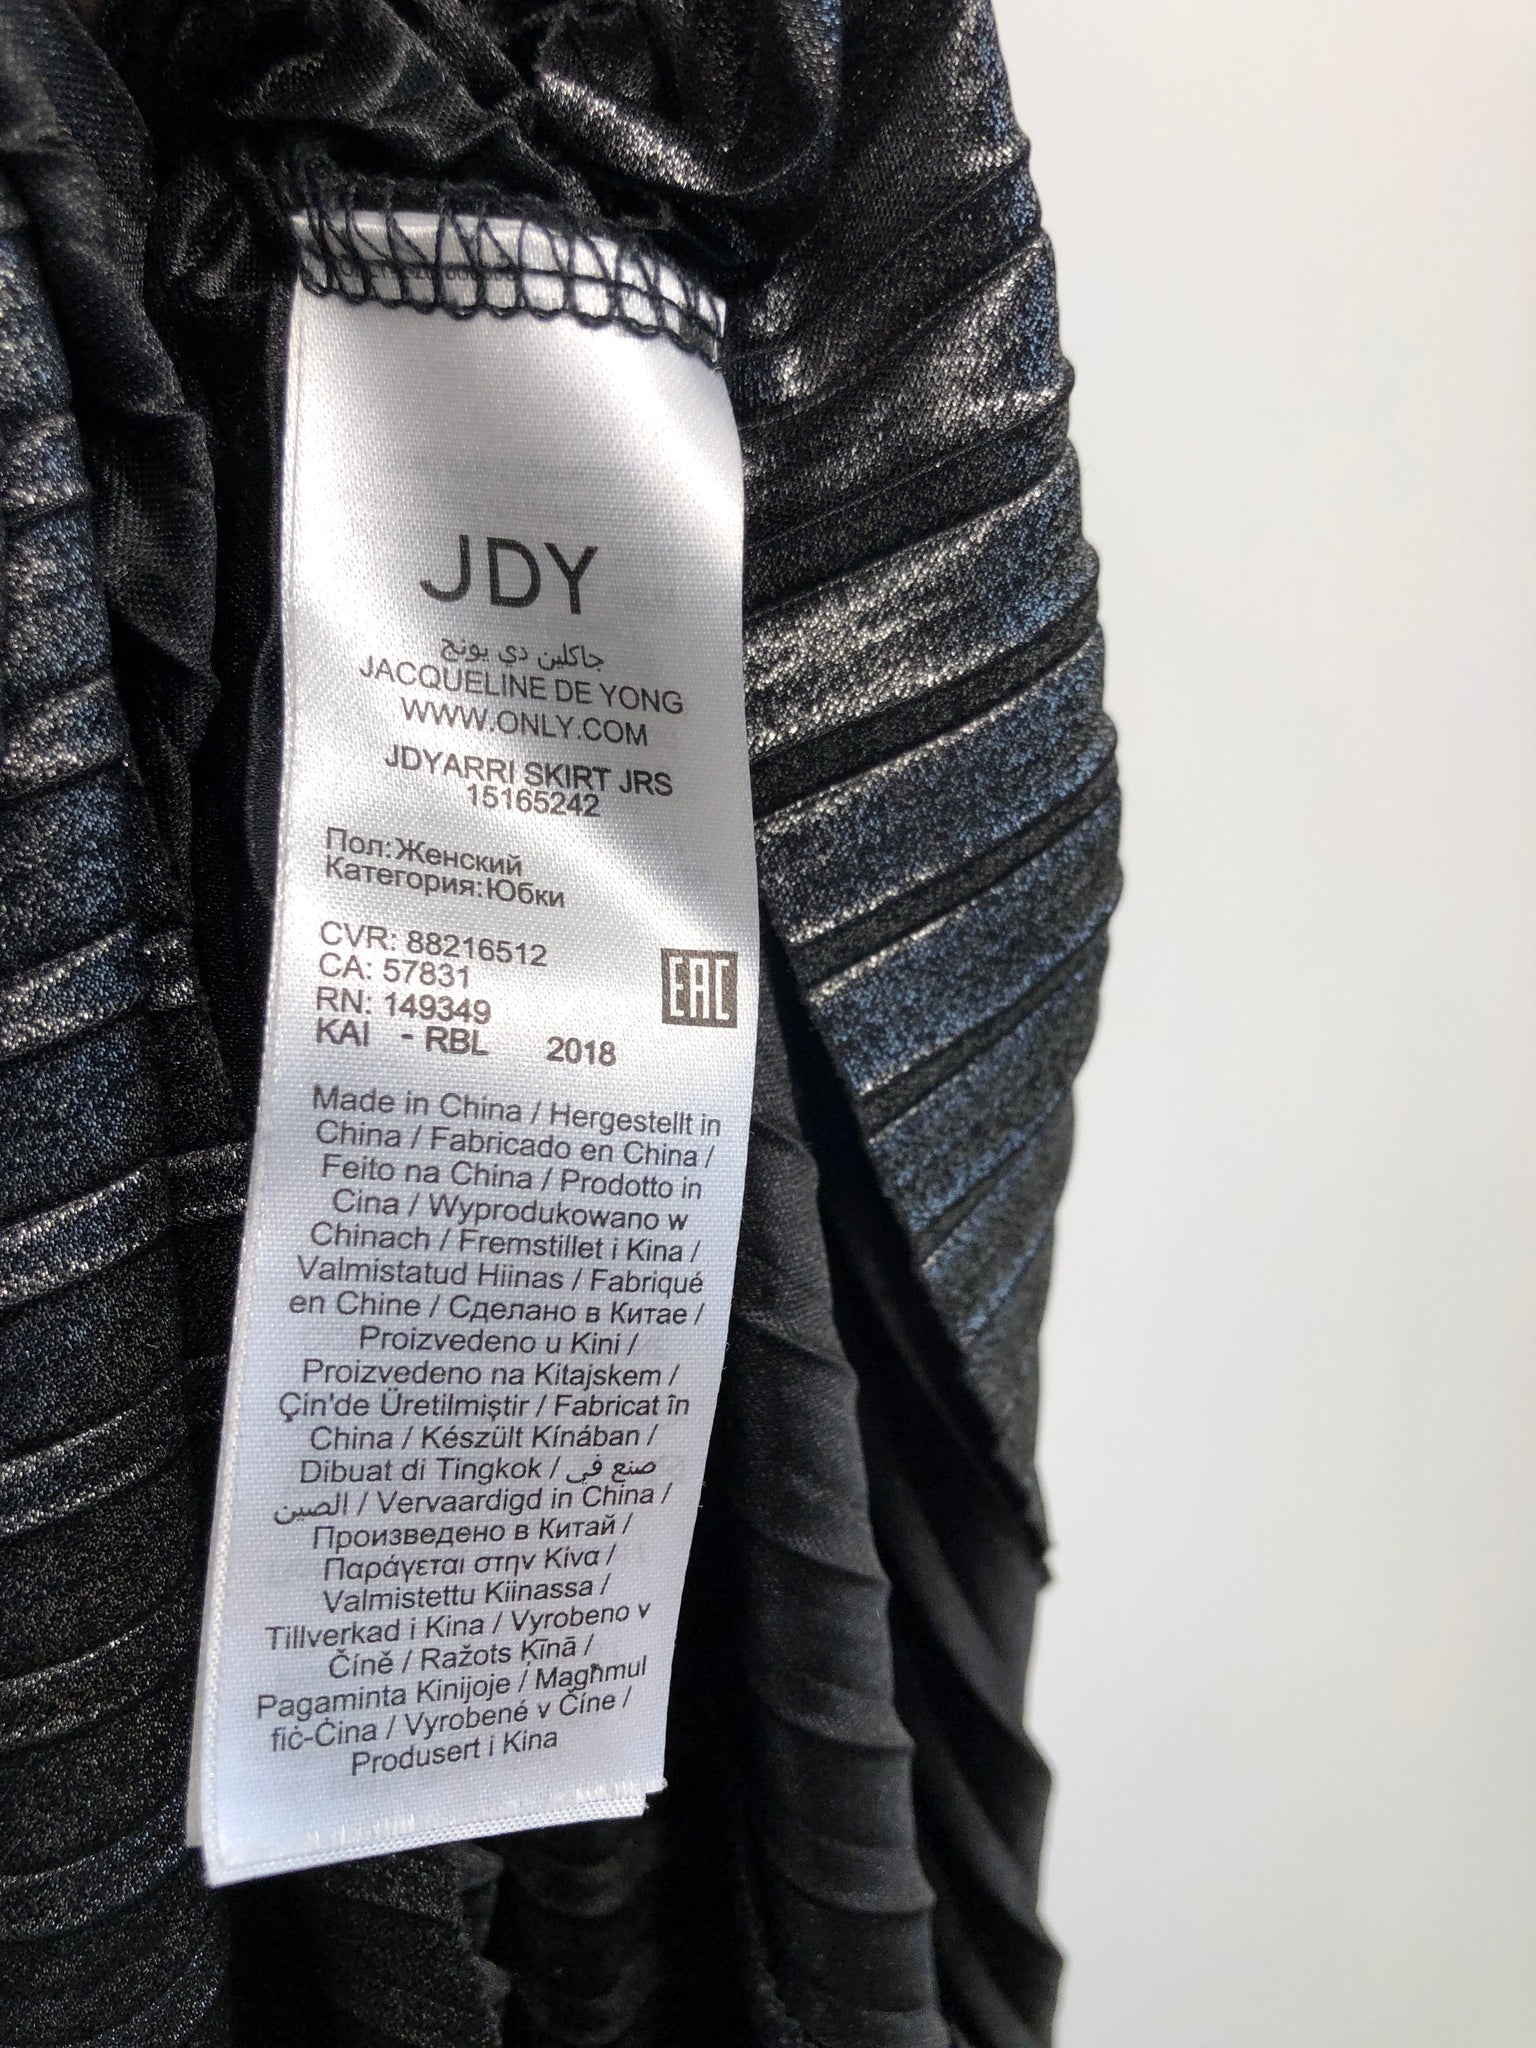 JDY
جاكلين دي يونج
JACQUELINE DE YONG
WWW.ONLY.COM
JDYARRI SKIRT JRS
15165242
Пол:Женский
Категория:Юбки
CVR: 88216512
CA: 57831
RN: 149349
KAI - RBL 2018
EAC
Made in China / Hergestellt in
China / Fabricado en China /
Feito na China / Prodotto in
Cina / Wyprodukowano w
Chinach / Fremstillet i Kina /
Valmistatud Hiinas / Fabriqué
en Chine / Сделано в Китае /
Proizvedeno u Kini /
Proizvedeno na Kitajskem /
Çin'de Üretilmiştir / Fabricat în
China / Készült Kínában /
Dibuat di Tingkok / صنع في
الصين / Vervaardigd in China /
Произведено в Китай /
Παράγεται στην Κίνα /
Valmistettu Kiinassa /
Tillverkad i Kina / Vyrobeno v
Číně / Ražots Ķīnā /
Pagaminta Kinijoje / Magħmul
fiċ-Ċina / Vyrobené v Číne /
Produsert i Kina